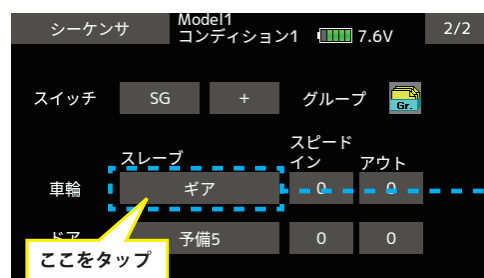 シーケンサ Model1 2/2
コンディション1 7.6V
スイッチ SG + グループ Gr.
スピード
スレーブ イン アウト
車輪 ギア 0 0
ドア 予備5 0 0
ここをタップ